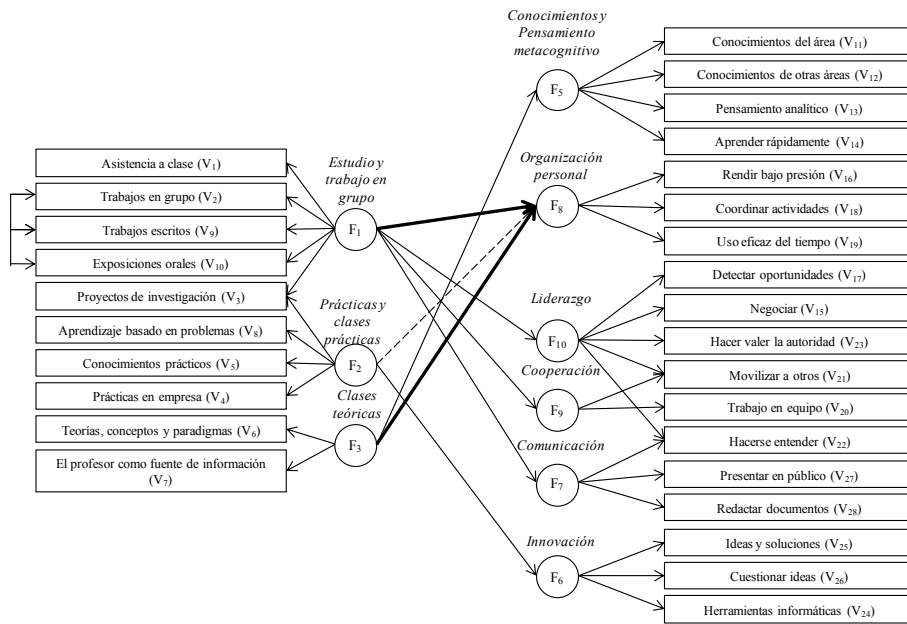 Asistencia a clase (V₁)
Trabajos en grupo (V₂)
Trabajos escritos (V₉)
Exposiciones orales (V₁₀)
Proyectos de investigación (V₃)
Aprendizaje basado en problemas (V₈)
Conocimientos prácticos (V₅)
Prácticas en empresa (V₄)
Teorías, conceptos y paradigmas (V₆)
El profesor como fuente de información
(V₇)
Estudio y
trabajo en
grupo
F₁
Prácticas y
clases
prácticas
F₂
Clases
teóricas
F₃
Conocimientos y
Pensamiento
metacognitivo
F₅
Organización
personal
F₈
Liderazgo
F₁₀
Cooperación
F₉
Comunicación
F₇
Innovación
F₆
Conocimientos del área (V₁₁)
Conocimientos de otras áreas (V₁₂)
Pensamiento analítico (V₁₃)
Aprender rápidamente (V₁₄)
Rendir bajo presión (V₁₆)
Coordinar actividades (V₁₈)
Uso eficaz del tiempo (V₁₉)
Detectar oportunidades (V₁₇)
Negociar (V₁₅)
Hacer valer la autoridad (V₂₃)
Movilizar a otros (V₂₁)
Trabajo en equipo (V₂₀)
Hacerse entender (V₂₂)
Presentar en público (V₂₇)
Redactar documentos (V₂₈)
Ideas y soluciones (V₂₅)
Cuestionar ideas (V₂₆)
Herramientas informáticas (V₂₄)